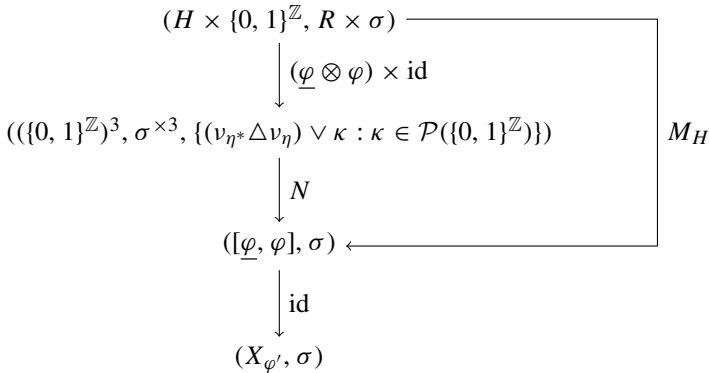 (H × {0, 1}^ℤ, R × σ)
(φ̲ ⊗ φ) × id
((({0, 1}^ℤ)^3, σ^{×3}, {(ν_{η*} △ ν_η) ∨ κ : κ ∈ 𝒫({0, 1}^ℤ)})
M_H
N
([φ̲, φ], σ)
id
(X_{φ′}, σ)